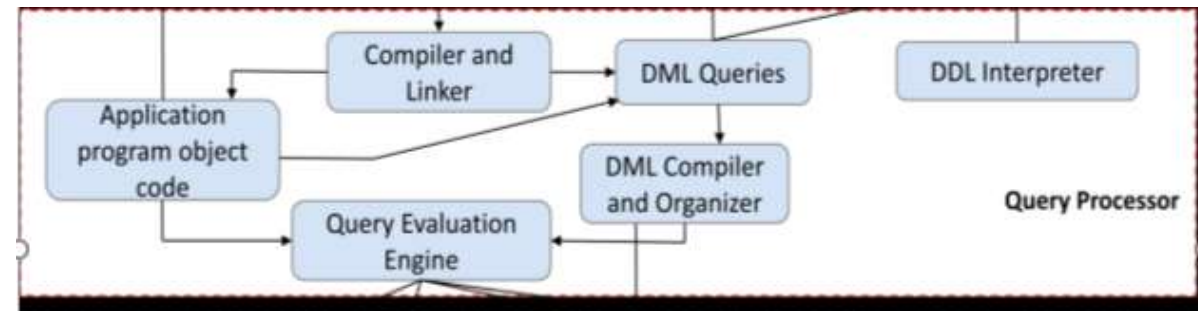 Compiler and
Linker
DML Queries
DDL Interpreter
Application
program object
code
DML Compiler
and Organizer
Query Processor
Query Evaluation
Engine